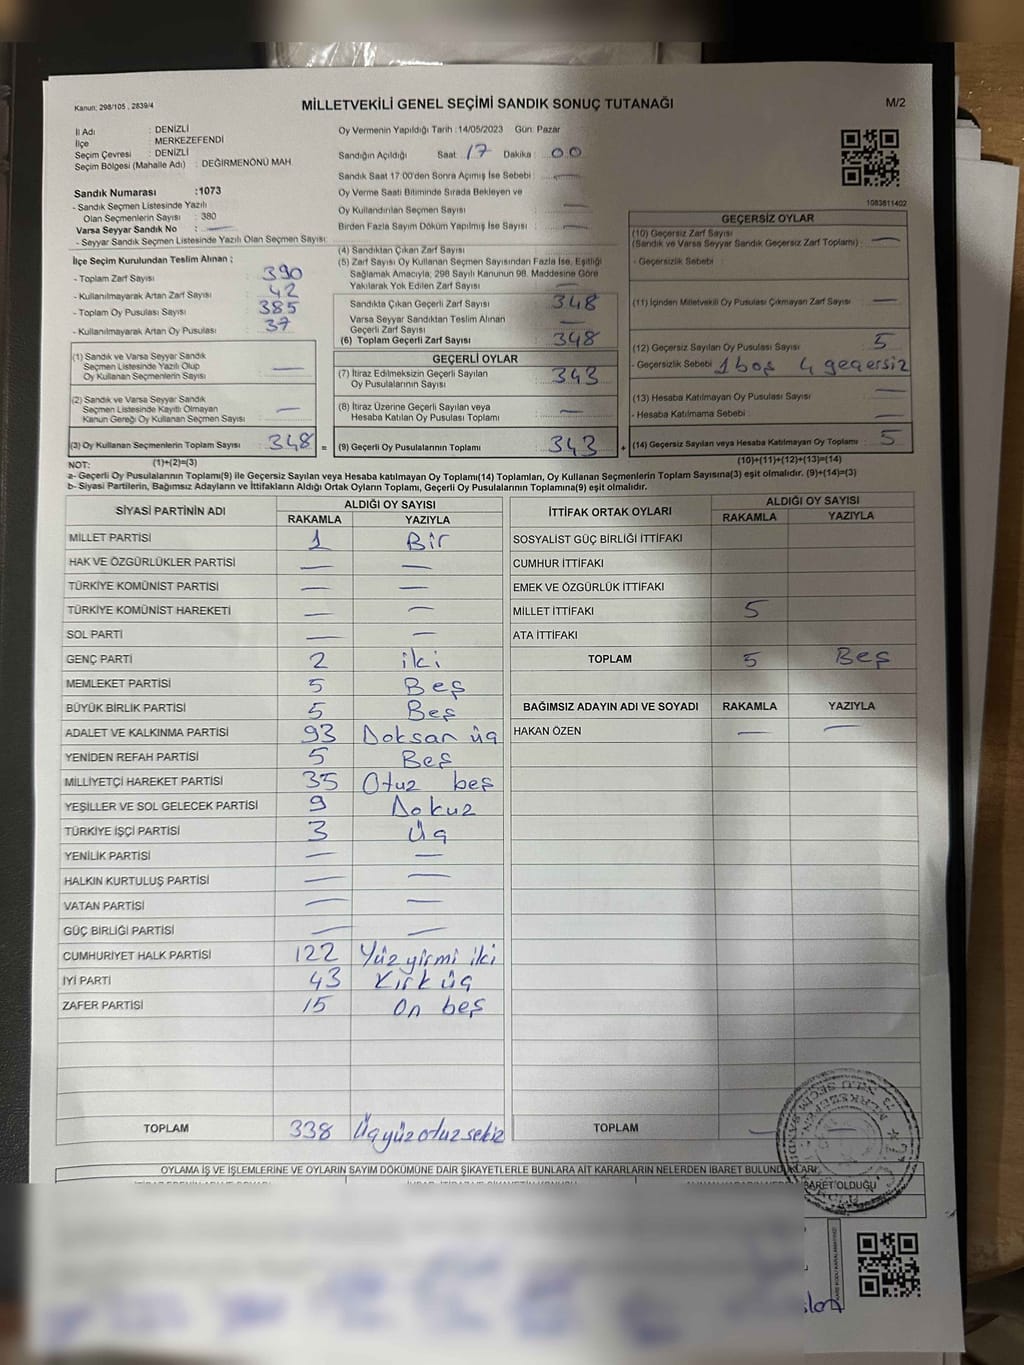 Kanun: 298/105 , 2839/4
MİLLETVEKİLİ GENEL SEÇİMİ SANDIK SONUÇ TUTANAĞI
M/2
İl Adı : DENİZLİ
İlçe : MERKEZEFENDİ
Seçim Çevresi : DENİZLİ
Seçim Bölgesi (Mahalle Adı) : DEĞİRMENÖNÜ MAH.
Sandık Numarası :1073
- Sandık Seçmen Listesinde Yazılı
Olan Seçmenlerin Sayısı : 380
Varsa Seyyar Sandık No : —
- Seyyar Sandık Seçmen Listesinde Yazılı Olan Seçmen Sayısı:
İlçe Seçim Kurulundan Teslim Alınan ;
- Toplam Zarf Sayısı : 390
- Kullanılmayarak Artan Zarf Sayısı : 42
- Toplam Oy Pusulası Sayısı : 385
- Kullanılmayarak Artan Oy Pusulası : 37
(1) Sandık ve Varsa Seyyar Sandık
Seçmen Listesinde Yazılı Olup
Oy Kullanan Seçmenlerin Sayısı : —
(2) Sandık ve Varsa Seyyar Sandık
Seçmen Listesinde Kayıtlı Olmayan
Kanun Gereği Oy Kullanan Seçmen Sayısı : —
(3) Oy Kullanan Seçmenlerin Toplam Sayısı : 348 =
(1)+(2)=(3)
Oy Vermenin Yapıldığı Tarih :14/05/2023 Gün: Pazar
Sandığın Açıldığı Saat : 17 Dakika : 00
Sandık Saat 17:00'den Sonra Açımış İse Sebebi : —
Oy Verme Saati Bitiminde Sırada Bekleyen ve
Oy Kullandırılan Seçmen Sayısı : —
Birden Fazla Sayım Döküm Yapılmış İse Sayısı : —
(4) Sandıktan Çıkan Zarf Sayısı :
(5) Zarf Sayısı Oy Kullanan Seçmen Sayısından Fazla İse, Eşitliği
Sağlamak Amacıyla; 298 Sayılı Kanunun 98. Maddesine Göre
Yakılarak Yok Edilen Zarf Sayısı : —
Sandıkta Çıkan Geçerli Zarf Sayısı : 348
Varsa Seyyar Sandıktan Teslim Alınan
Geçerli Zarf Sayısı : —
(6) Toplam Geçerli Zarf Sayısı : 348
GEÇERLİ OYLAR
(7) İtiraz Edilmeksizin Geçerli Sayılan
Oy Pusulalarının Sayısı : 343
(8) İtiraz Üzerine Geçerli Sayılan veya
Hesaba Katılan Oy Pusulası Toplamı : —
(9) Geçerli Oy Pusulalarının Toplamı : 343 +
1083811402
GEÇERSİZ OYLAR
(10) Geçersiz Zarf Sayısı
(Sandık ve Varsa Seyyar Sandık Geçersiz Zarf Toplamı) : —
- Geçersizlik Sebebi :
(11) İçinden Milletvekili Oy Pusulası Çıkmayan Zarf Sayısı : —
(12) Geçersiz Sayılan Oy Pusulası Sayısı : 5
- Geçersizlik Sebebi : 1 boş 4 geçersiz
(13) Hesaba Katılmayan Oy Pusulası Sayısı : —
- Hesaba Katılmama Sebebi : —
(14) Geçersiz Sayılan veya Hesaba Katılmayan Oy Toplamı : 5
(10)+(11)+(12)+(13)=(14)
NOT:
a- Geçerli Oy Pusulalarının Toplamı(9) ile Geçersiz Sayılan veya Hesaba katılmayan Oy Toplamı(14) Toplamları, Oy Kullanan Seçmenlerin Toplam Sayısına(3) eşit olmalıdır. (9)+(14)=(3)
b- Siyasi Partilerin, Bağımsız Adayların ve İttifakların Aldığı Ortak Oyların Toplamı, Geçerli Oy Pusulalarının Toplamına(9) eşit olmalıdır.
SİYASİ PARTİNİN ADI ALDIĞI OY SAYISI
RAKAMLA YAZIYLA
MİLLET PARTİSİ 1 Bir
HAK VE ÖZGÜRLÜKLER PARTİSİ — —
TÜRKİYE KOMÜNİST PARTİSİ — —
TÜRKİYE KOMÜNİST HAREKETİ — —
SOL PARTİ — —
GENÇ PARTİ 2 iki
MEMLEKET PARTİSİ 5 Beş
BÜYÜK BİRLİK PARTİSİ 5 Beş
ADALET VE KALKINMA PARTİSİ 93 Doksan üç
YENİDEN REFAH PARTİSİ 5 Beş
MİLLİYETÇİ HAREKET PARTİSİ 35 Otuz beş
YEŞİLLER VE SOL GELECEK PARTİSİ 9 Dokuz
TÜRKİYE İŞÇİ PARTİSİ 3 Üç
YENİLİK PARTİSİ — —
HALKIN KURTULUŞ PARTİSİ — —
VATAN PARTİSİ — —
GÜÇ BİRLİĞİ PARTİSİ — —
CUMHURİYET HALK PARTİSİ 122 Yüz yirmi iki
İYİ PARTİ 43 Kırk üç
ZAFER PARTİSİ 15 On beş
TOPLAM 338 Üçyüzotuzsekiz
İTTİFAK ORTAK OYLARI ALDIĞI OY SAYISI
RAKAMLA YAZIYLA
SOSYALİST GÜÇ BİRLİĞİ İTTİFAKI
CUMHUR İTTİFAKI
EMEK VE ÖZGÜRLÜK İTTİFAKI
MİLLET İTTİFAKI 5
ATA İTTİFAKI
TOPLAM 5 Beş
BAĞIMSIZ ADAYIN ADI VE SOYADI RAKAMLA YAZIYLA
HAKAN ÖZEN — —
TOPLAM — —
OYLAMA İŞ VE İŞLEMLERİNE VE OYLARIN SAYIM DÖKÜMÜNE DAİR ŞİKAYETLERLE BUNLARA AİT KARARLARIN NELERDEN İBARET BULUNDUKLARI
BARET OLDUĞU